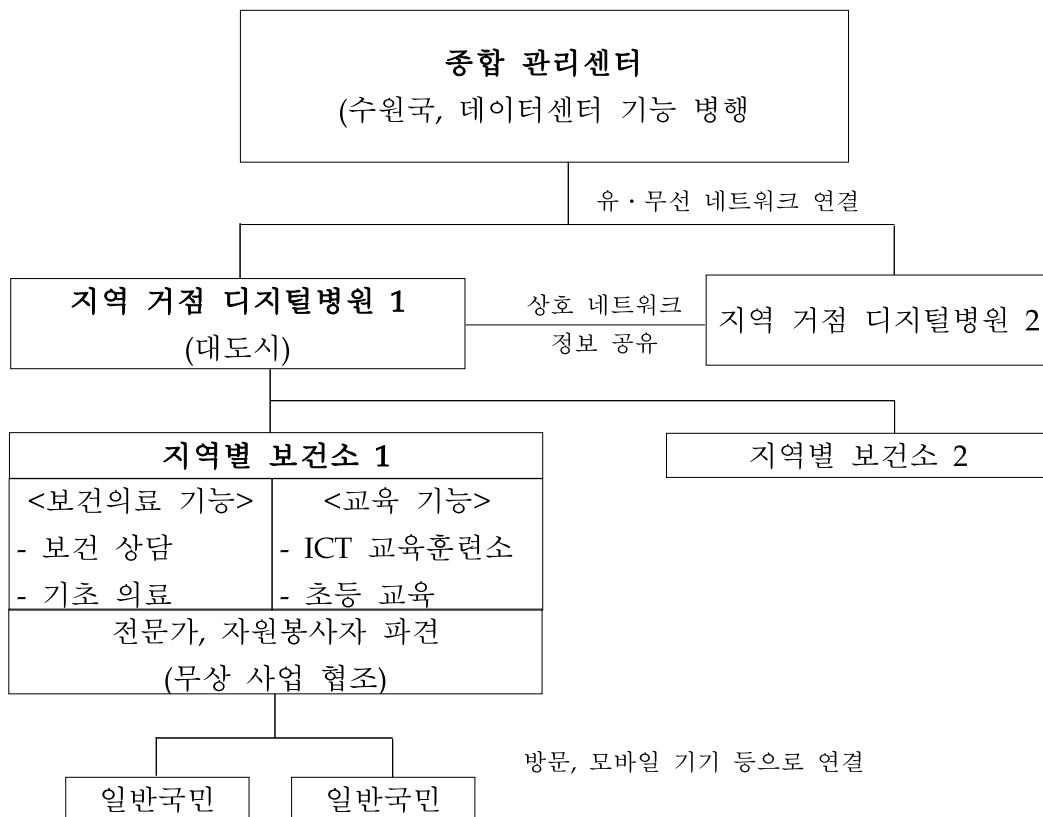 종합 관리센터
(수원국, 데이터센터 기능 병행
유·무선 네트워크 연결
지역 거점 디지털병원 1
(대도시)
상호 네트워크
정보 공유
지역 거점 디지털병원 2
지역별 보건소 1
<보건의료 기능>
- 보건 상담
- 기초 의료
<교육 기능>
- ICT 교육훈련소
- 초등 교육
전문가, 자원봉사자 파견
(무상 사업 협조)
지역별 보건소 2
방문, 모바일 기기 등으로 연결
일반국민
일반국민